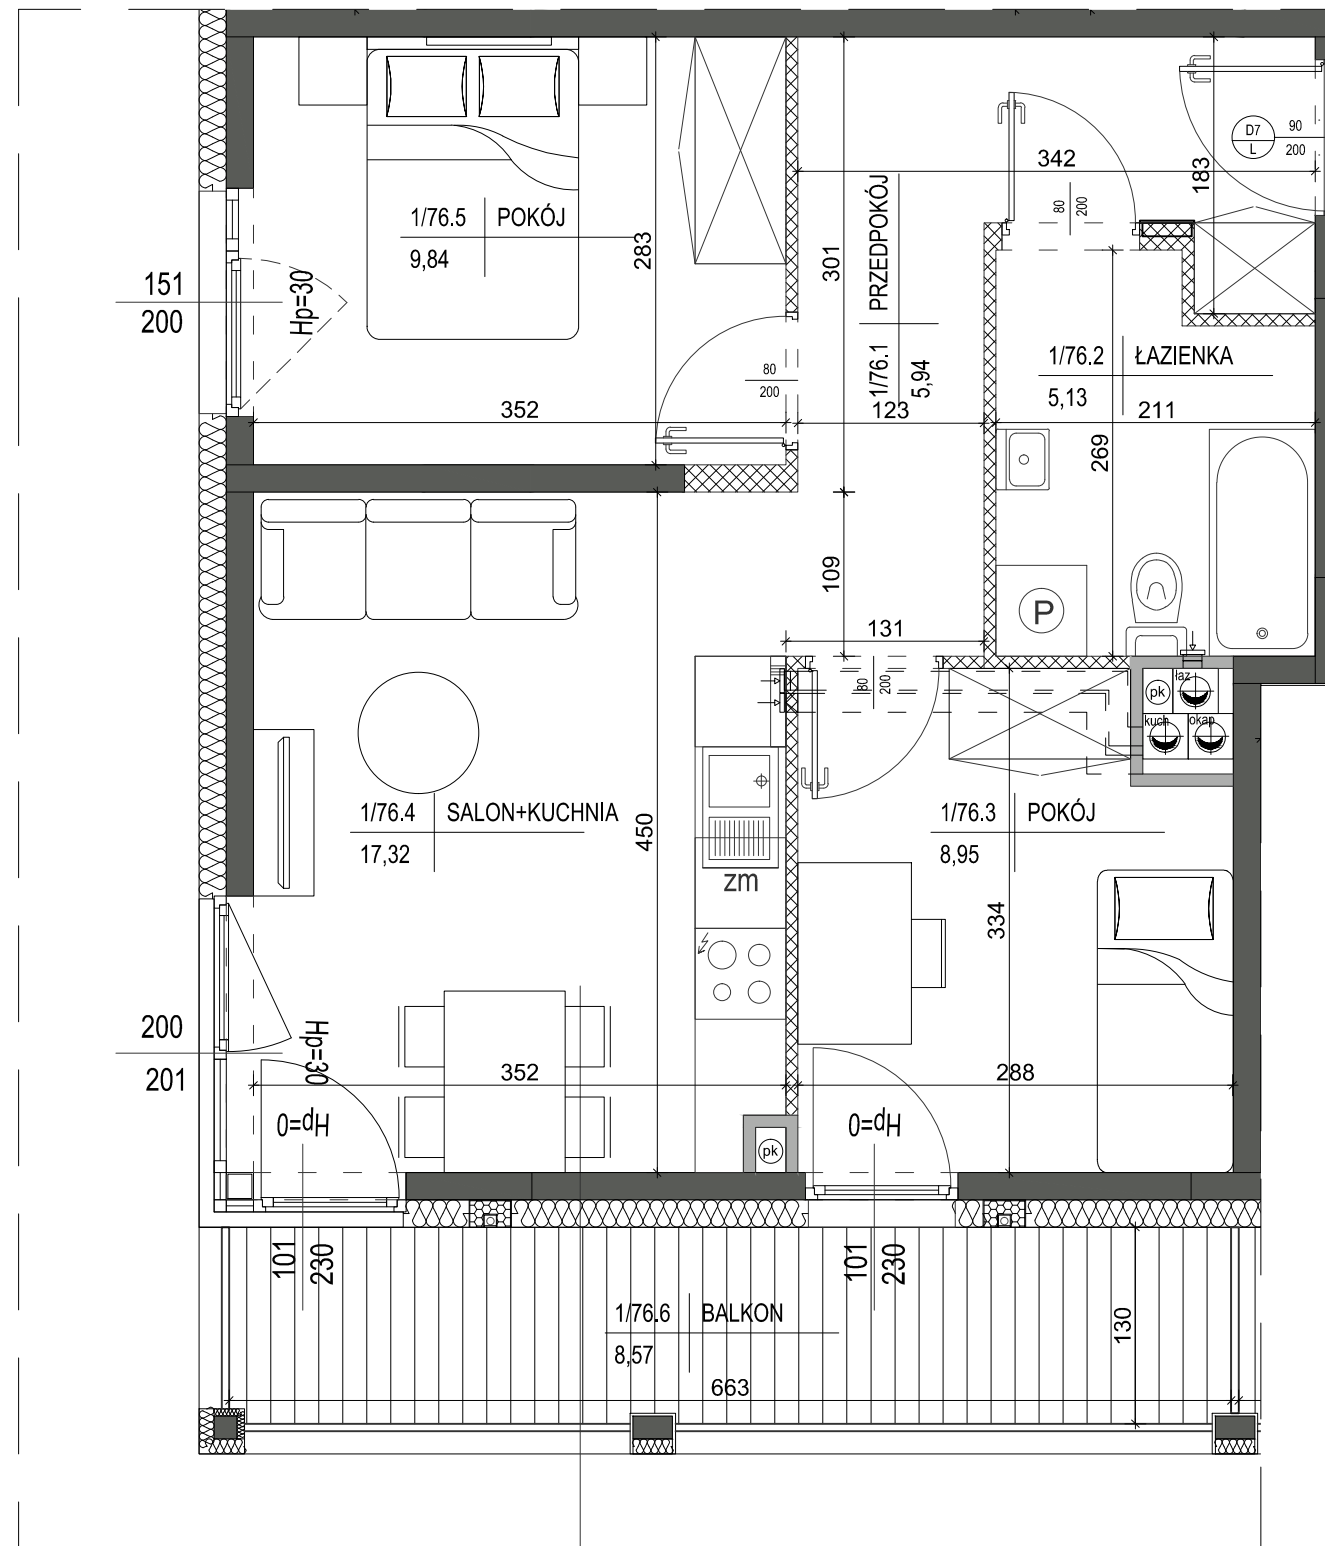 D7
L
90
200
342
183
80
200
1/76.5 POKÓJ
9,84
283
301
1/76.1 PRZEDPOKÓJ
5,94
151
200
Hp=30
1/76.2 ŁAZIENKA
5,13
80
200
352
123
211
269
109
P
131
80
200
łaz
pk
kuch
okap
1/76.4 SALON+KUCHNIA
17,32
450
1/76.3 POKÓJ
8,95
zm
334
200
201
Hp=30
352
288
Hp=0
Hp=0
pk
101
230
101
230
1/76.6 BALKON
8,57
130
663